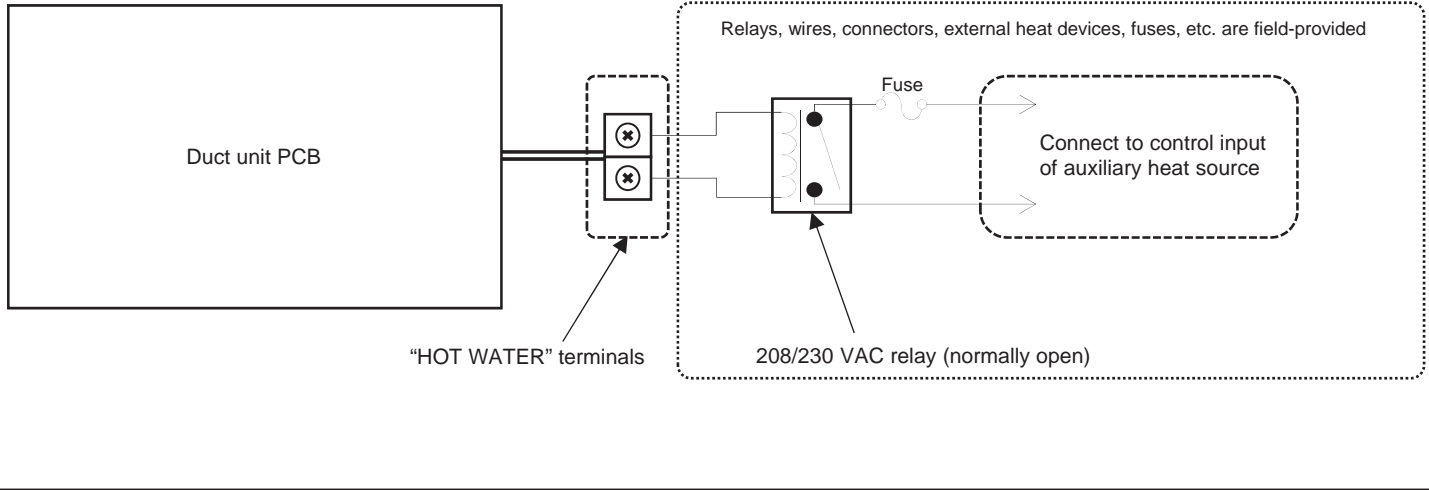 Relays, wires, connectors, external heat devices, fuses, etc. are field-provided
Fuse
Duct unit PCB
Connect to control input
of auxiliary heat source
“HOT WATER” terminals
208/230 VAC relay (normally open)